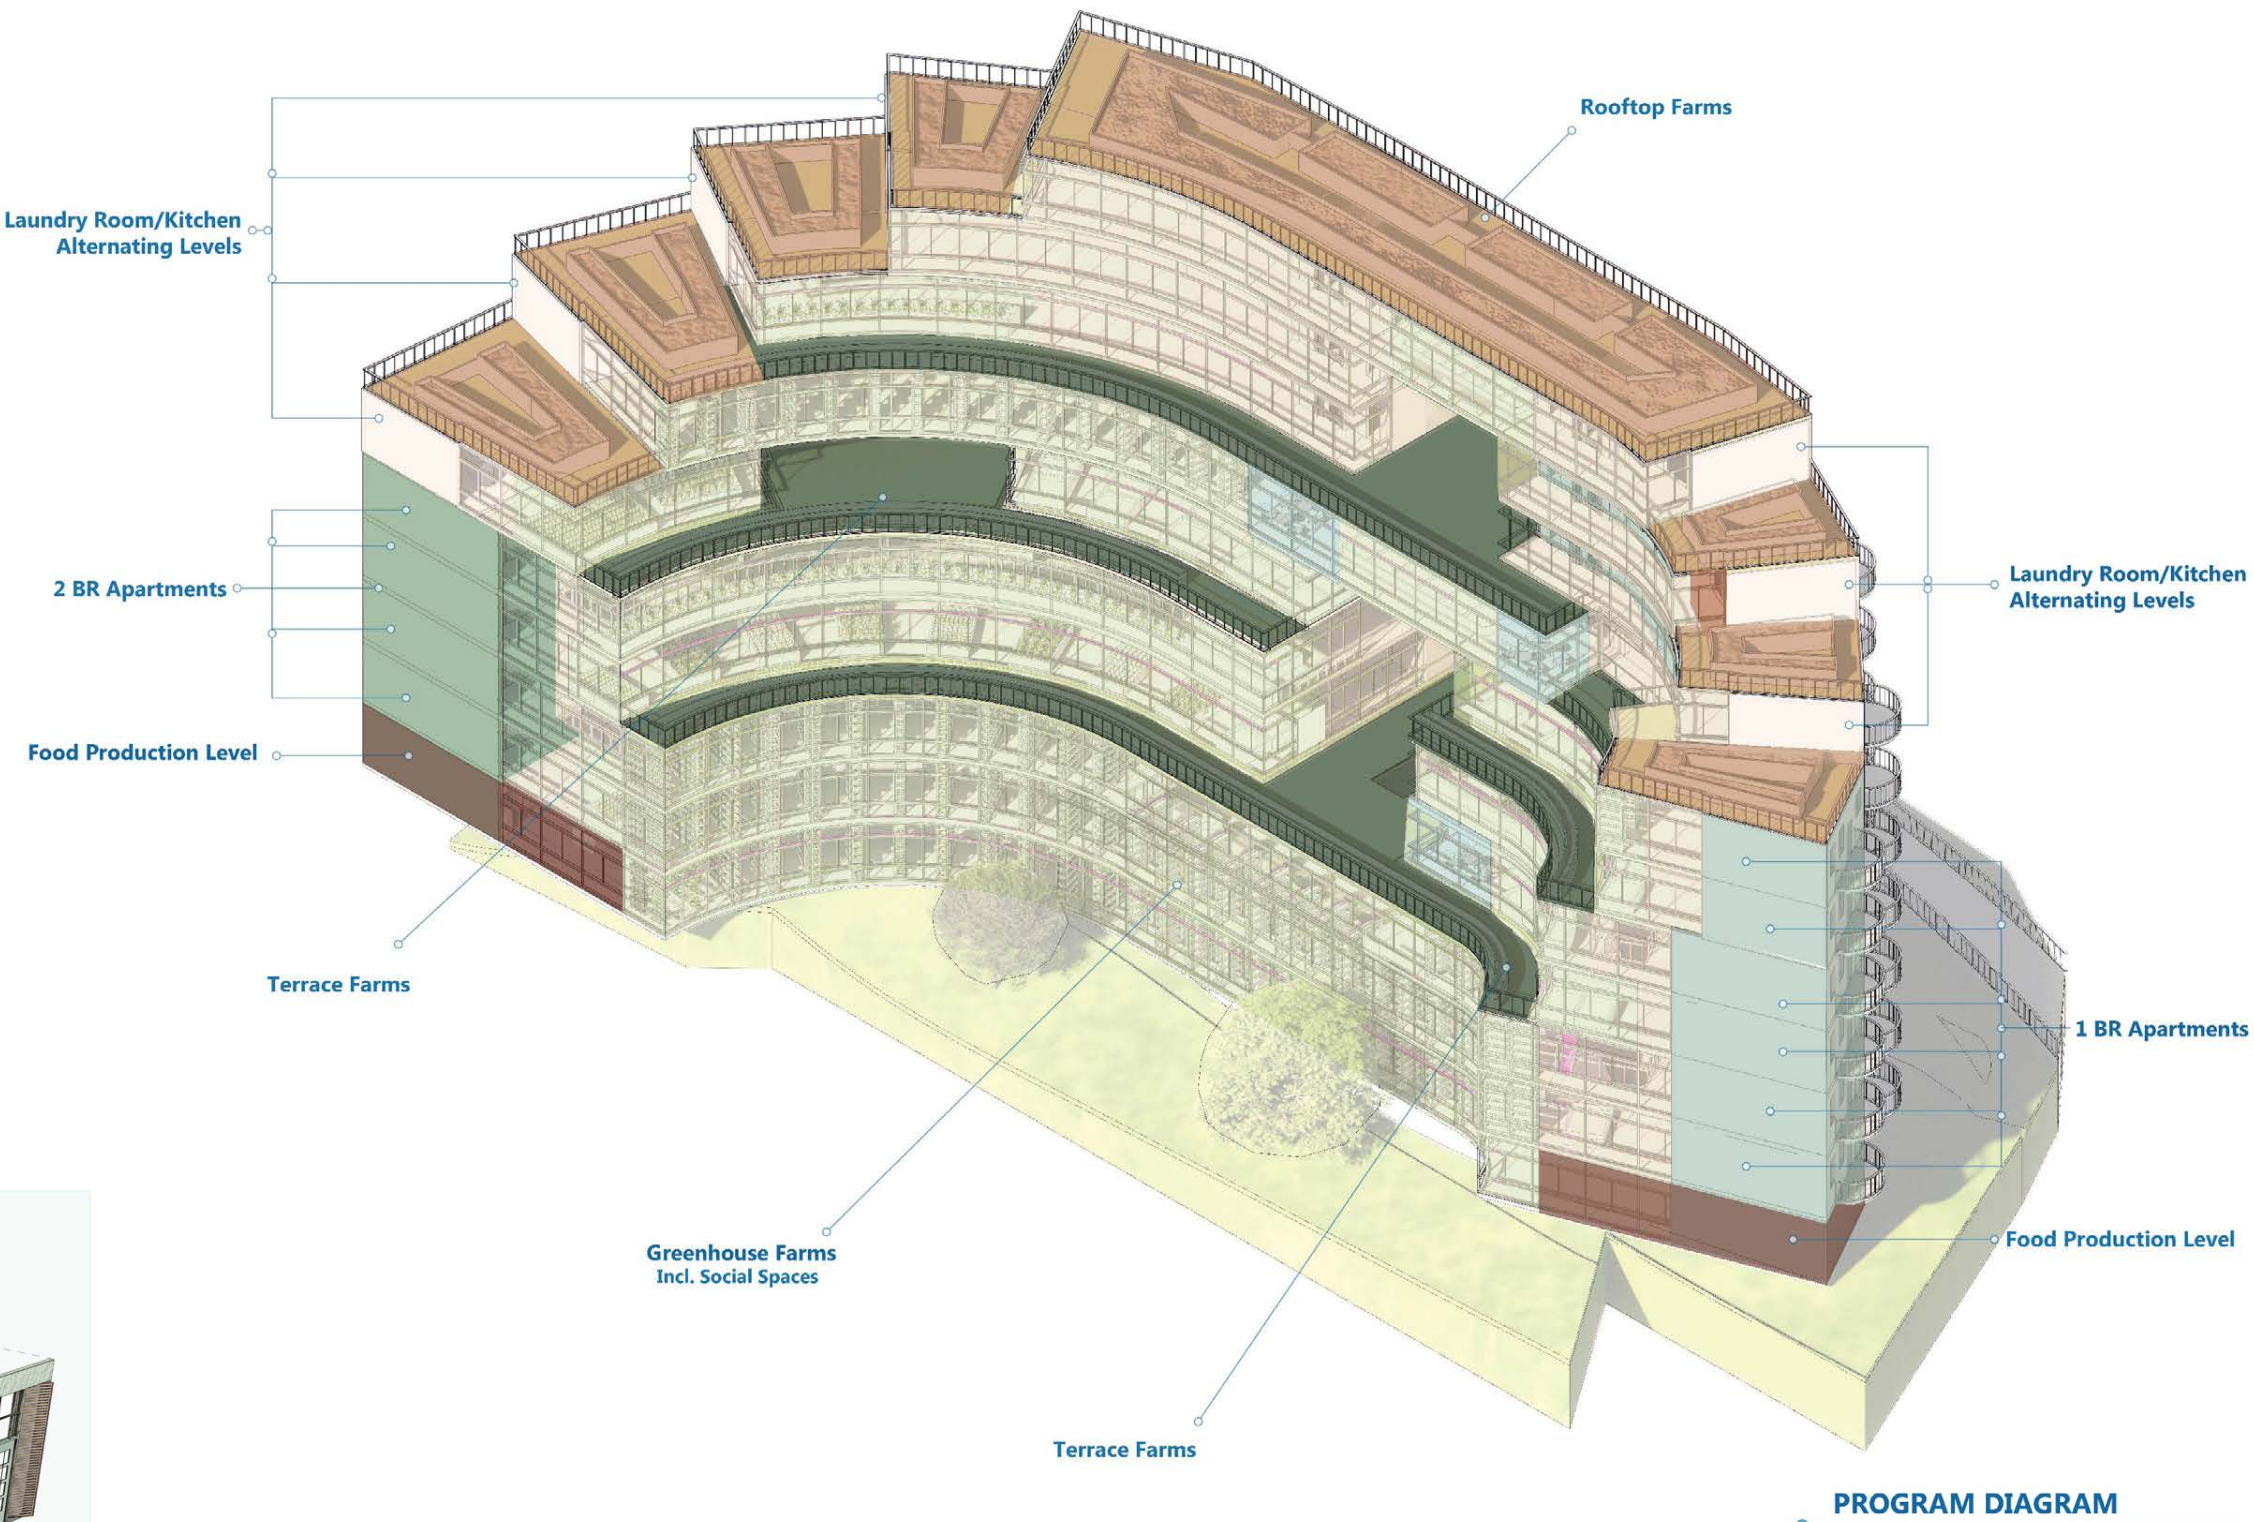 Rooftop Farms
Laundry Room/Kitchen
Alternating Levels
2 BR Apartments
Laundry Room/Kitchen
Alternating Levels
Food Production Level
Terrace Farms
1 BR Apartments
Greenhouse Farms
Incl. Social Spaces
Food Production Level
Terrace Farms
PROGRAM DIAGRAM